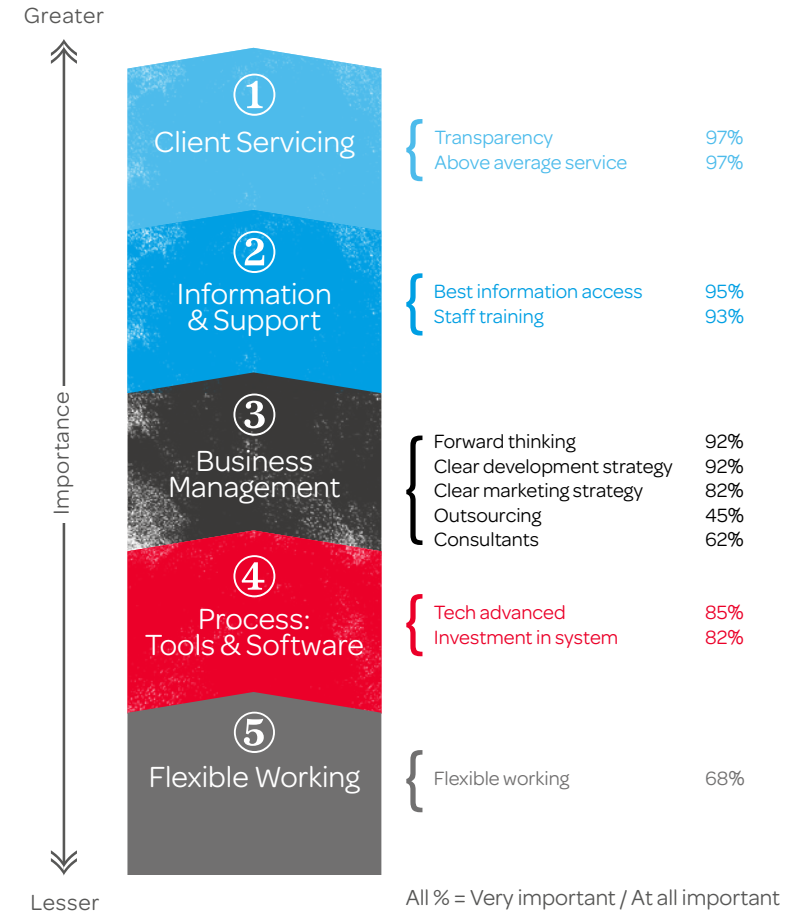 Greater
Importance
① 
Client Servicing
Transparency 97%
Above average service 97%
②
Information
& Support
Best information access 95%
Staff training 93%
③
Business
Management
Forward thinking 92%
Clear development strategy 92%
Clear marketing strategy 82%
Outsourcing 45%
Consultants 62%
④
Process:
Tools & Software
Tech advanced 85%
Investment in system 82%
⑤
Flexible Working
Flexible working 68%
Lesser
All % = Very important / At all important